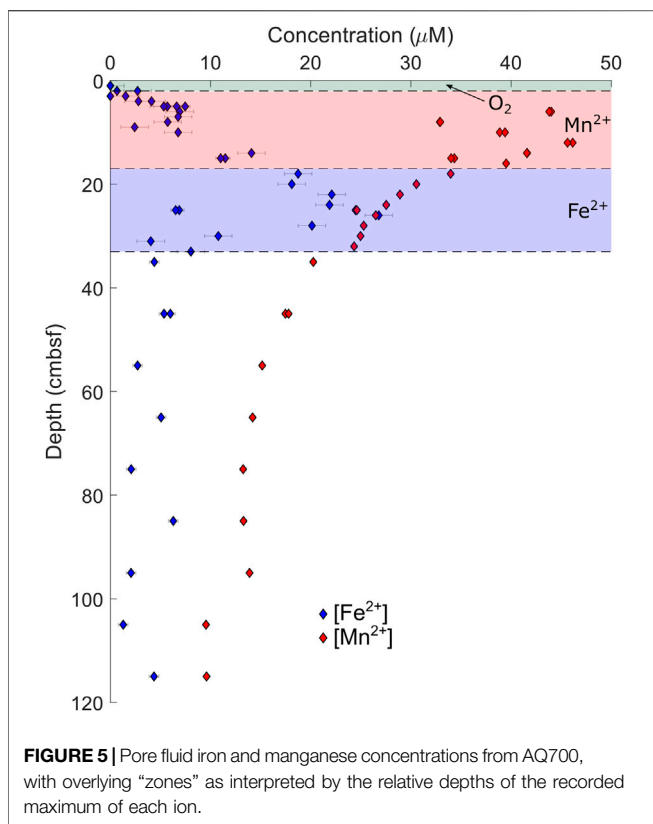 Concentration (μM)
0 10 20 30 40 50
0
O2
Mn2+
20
Fe2+
40
Depth (cmbsf)
60
80
100
[Fe2+]
[Mn2+]
120
FIGURE 5 | Pore fluid iron and manganese concentrations from AQ700,
with overlying “zones” as interpreted by the relative depths of the recorded
maximum of each ion.